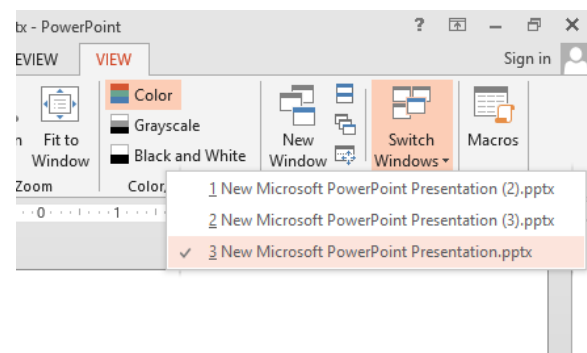 tx - PowerPoint ?
EVIEW VIEW Sign in
Color
Grayscale
Black and White
Fit to
Window
New
Window
Switch
Windows
Macros
Zoom Color,
0 1
1 New Microsoft PowerPoint Presentation (2).pptx
2 New Microsoft PowerPoint Presentation (3).pptx
3 New Microsoft PowerPoint Presentation.pptx